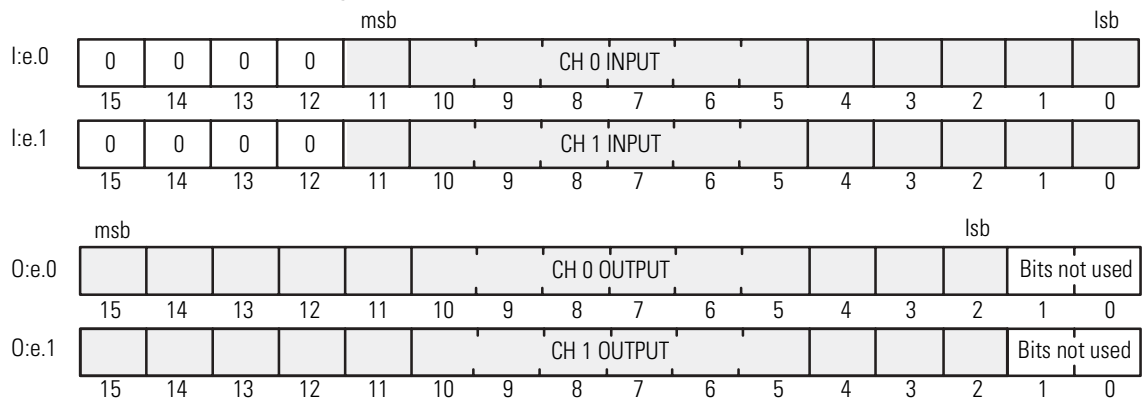 msb lsb
I:e.0 0 0 0 0 CH 0 INPUT
15 14 13 12 11 10 9 8 7 6 5 4 3 2 1 0
I:e.1 0 0 0 0 CH 1 INPUT
15 14 13 12 11 10 9 8 7 6 5 4 3 2 1 0
msb lsb
O:e.0 CH 0 OUTPUT Bits not used
15 14 13 12 11 10 9 8 7 6 5 4 3 2 1 0
O:e.1 CH 1 OUTPUT Bits not used
15 14 13 12 11 10 9 8 7 6 5 4 3 2 1 0